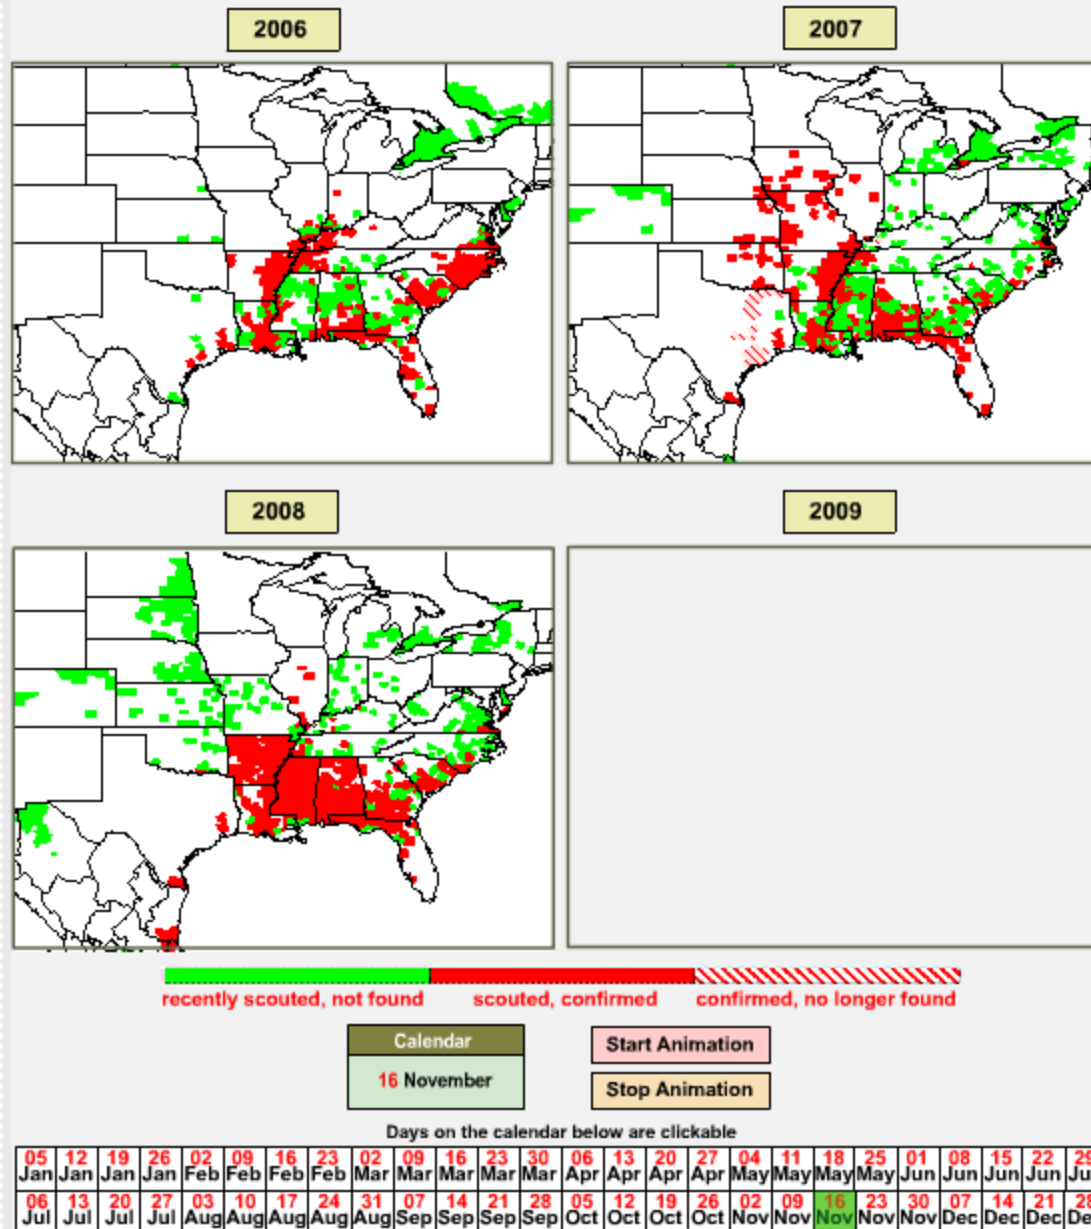 2006 2007
2008 2009
recently scouted, not found scouted, confirmed confirmed, no longer found
Calendar
16 November
Start Animation
Stop Animation
Days on the calendar below are clickable
05 12 19 26 02 09 16 23 02 09 16 23 30 06 13 20 27 04 11 18 25 01 08 15 22
Jan Jan Jan Jan Feb Feb Feb Feb Mar Mar Mar Mar Mar Apr Apr Apr Apr May May May May Jun Jun Jun Jun
06 13 20 27 03 10 17 24 31 07 14 21 28 05 12 19 26 02 09 16 23 30 07 14 21
Jul Jul Jul Jul Aug Aug Aug Aug Aug Sep Sep Sep Sep Oct Oct Oct Oct Nov Nov Nov Nov Nov Dec Dec Dec